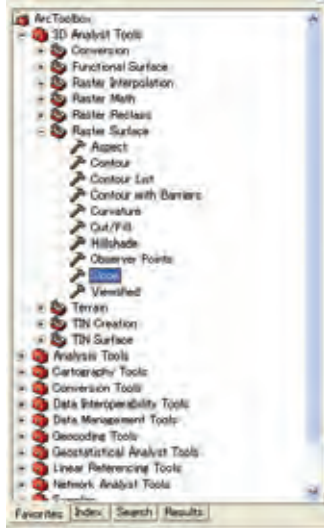 ArcToolbox
3D Analyst Tools
Conversion
Functional Surface
Raster Interpolation
Raster Math
Raster Reclass
Raster Surface
Aspect
Contour
Contour List
Contour with Barriers
Curvature
Cut/Fill
Hillshade
Observer Points
Slope
Viewshed
Terrain
TIN Creation
TIN Surface
Analysis Tools
Cartography Tools
Conversion Tools
Data Interoperability Tools
Data Management Tools
Geocoding Tools
Geostatistical Analyst Tools
Linear Referencing Tools
Network Analyst Tools
Favorites Index Search Results